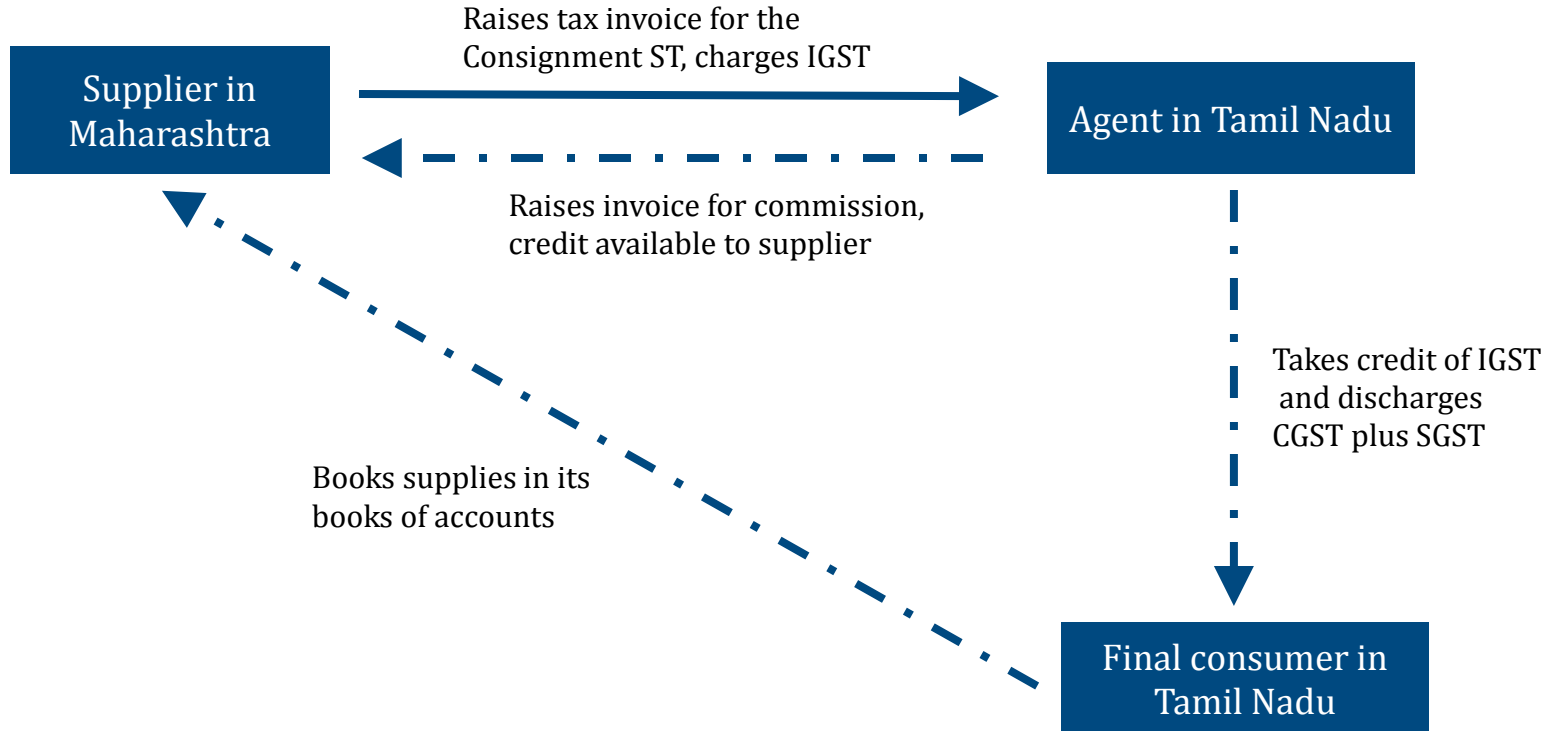 Raises tax invoice for the
Consignment ST, charges IGST
Supplier in
Maharashtra
Agent in Tamil Nadu
Raises invoice for commission,
credit available to supplier
Takes credit of IGST
and discharges
CGST plus SGST
Books supplies in its
books of accounts
Final consumer in
Tamil Nadu